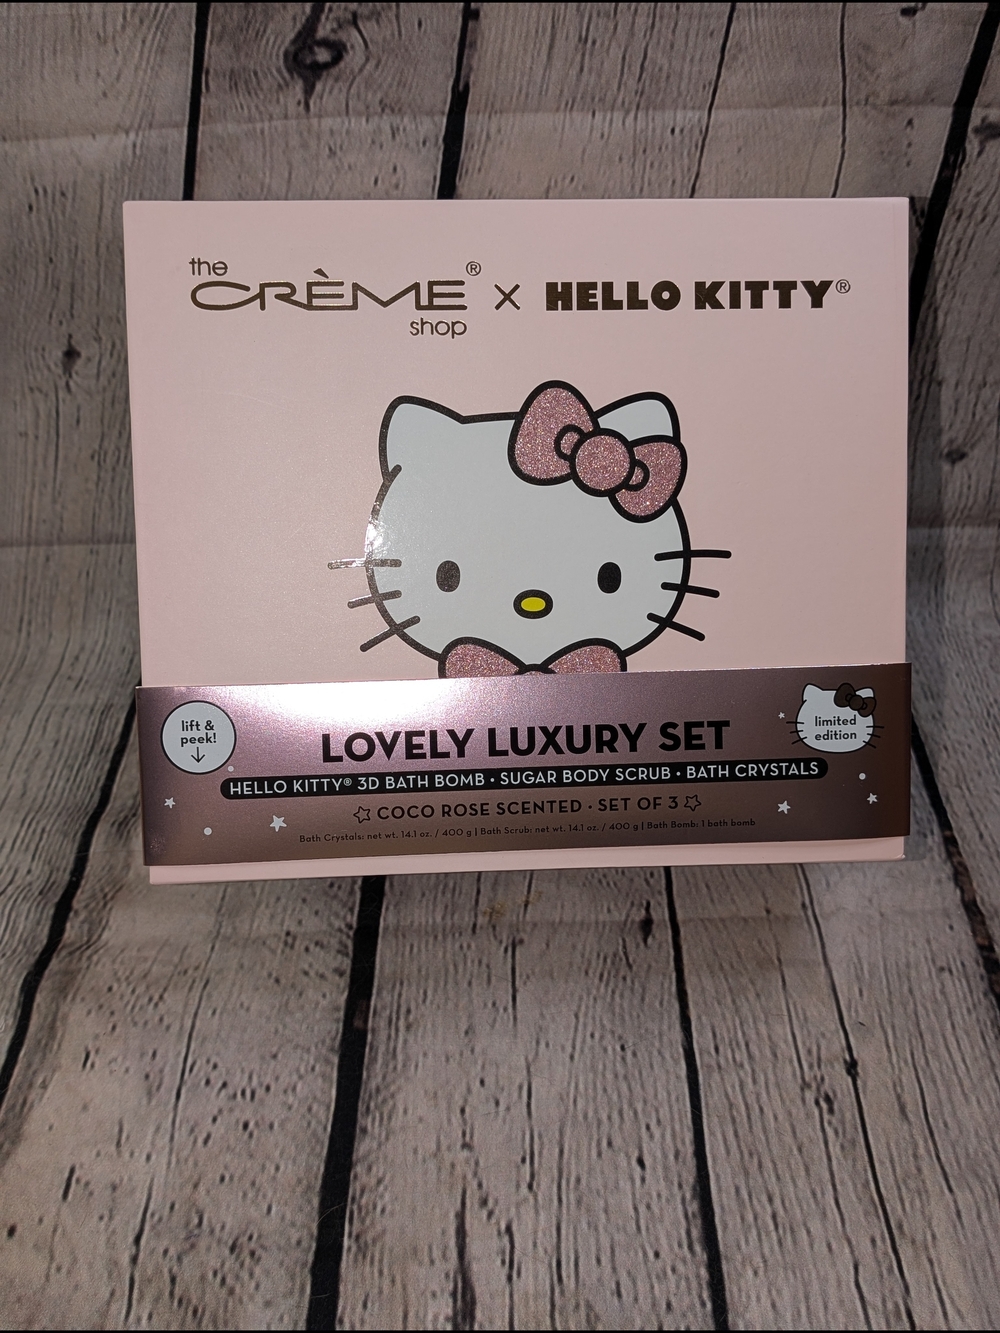 the
CRÈME® x HELLO KITTY®
shop
lift &
peek!
↓
LOVELY LUXURY SET
limited
edition
HELLO KITTY® 3D BATH BOMB • SUGAR BODY SCRUB • BATH CRYSTALS
☆ COCO ROSE SCENTED • SET OF 3 ☆
Bath Crystals: net wt. 14.1 oz. / 400 g | Bath Scrub: net wt. 14.1 oz. / 400 g | Bath Bomb: 1 bath bomb